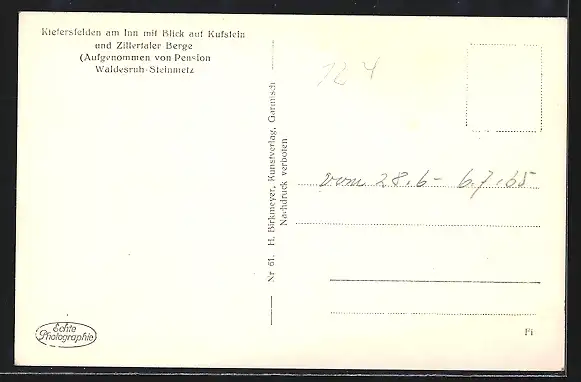 Kiefersfelden am Inn mit Blick auf Kufstein
und Zillertaler Berge
(Aufgenommen von Pension
Waldesruh-Steinmetz
124
vom 28.6 - 6.7.65
Nr 61. H. Birkmeyer, Kunstverlag, Garmisch
Nachdruck verboten
Echte
Photographie
Fi